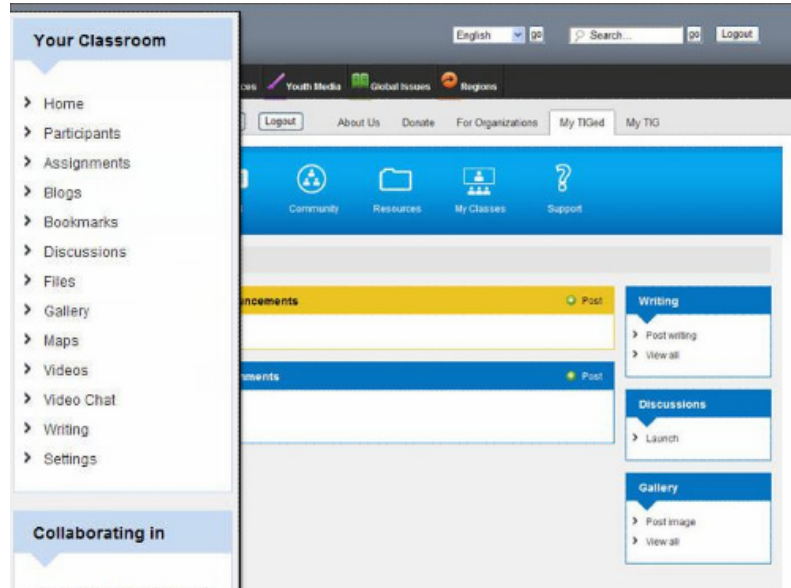 Your Classroom
Home
Participants
Assignments
Blogs
Bookmarks
Discussions
Files
Gallery
Maps
Videos
Video Chat
Writing
Settings
Collaborating in
English go Search... go Logout
Youth Media Global Issues Regions
Logout About Us Donate For Organizations My TIGed My TIG
Community Resources My Classes Support
Post
Post
Writing
Post writing
View all
Discussions
Launch
Gallery
Post image
View all